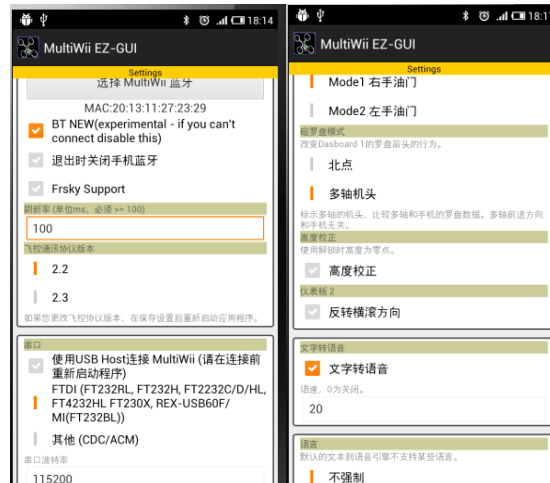 18:14
MultiWii EZ-GUI
Settings
选择 MultiWii 蓝牙
MAC:20:13:11:27:23:29
BT NEW(experimental - if you can't
connect disable this)
退出时关闭手机蓝牙
Frsky Support
刷新率 (单位ms，必须 >= 100)
100
飞控通讯协议版本
2.2
2.3
如果您更改飞控协议版本，在保存设置后重新启动应用程序。
串口
使用USB Host连接 MultiWii (请在连接前
重新启动程序)
FTDI (FT232RL, FT232H, FT2232C/D/HL,
FT4232HL FT230X, REX-USB60F/
MI(FT232BL))
其他 (CDC/ACM)
串口波特率
115200
MultiWii EZ-GUI
Settings
Mode1 右手油门
Mode2 左手油门
磁罗盘模式
改变Dasboard 1的罗盘箭头的行为。
北点
多轴机头
标示多轴的机头，比较多轴和手机的罗盘数据。多轴前进方向
和手机无关。
高度校正
使用解锁时高度为零点。
高度校正
仪表板 2
反转横滚方向
文字转语音
文字转语音
语速，0为关闭。
20
语言
默认的文本到语音引擎不支持某些语言。
不强制